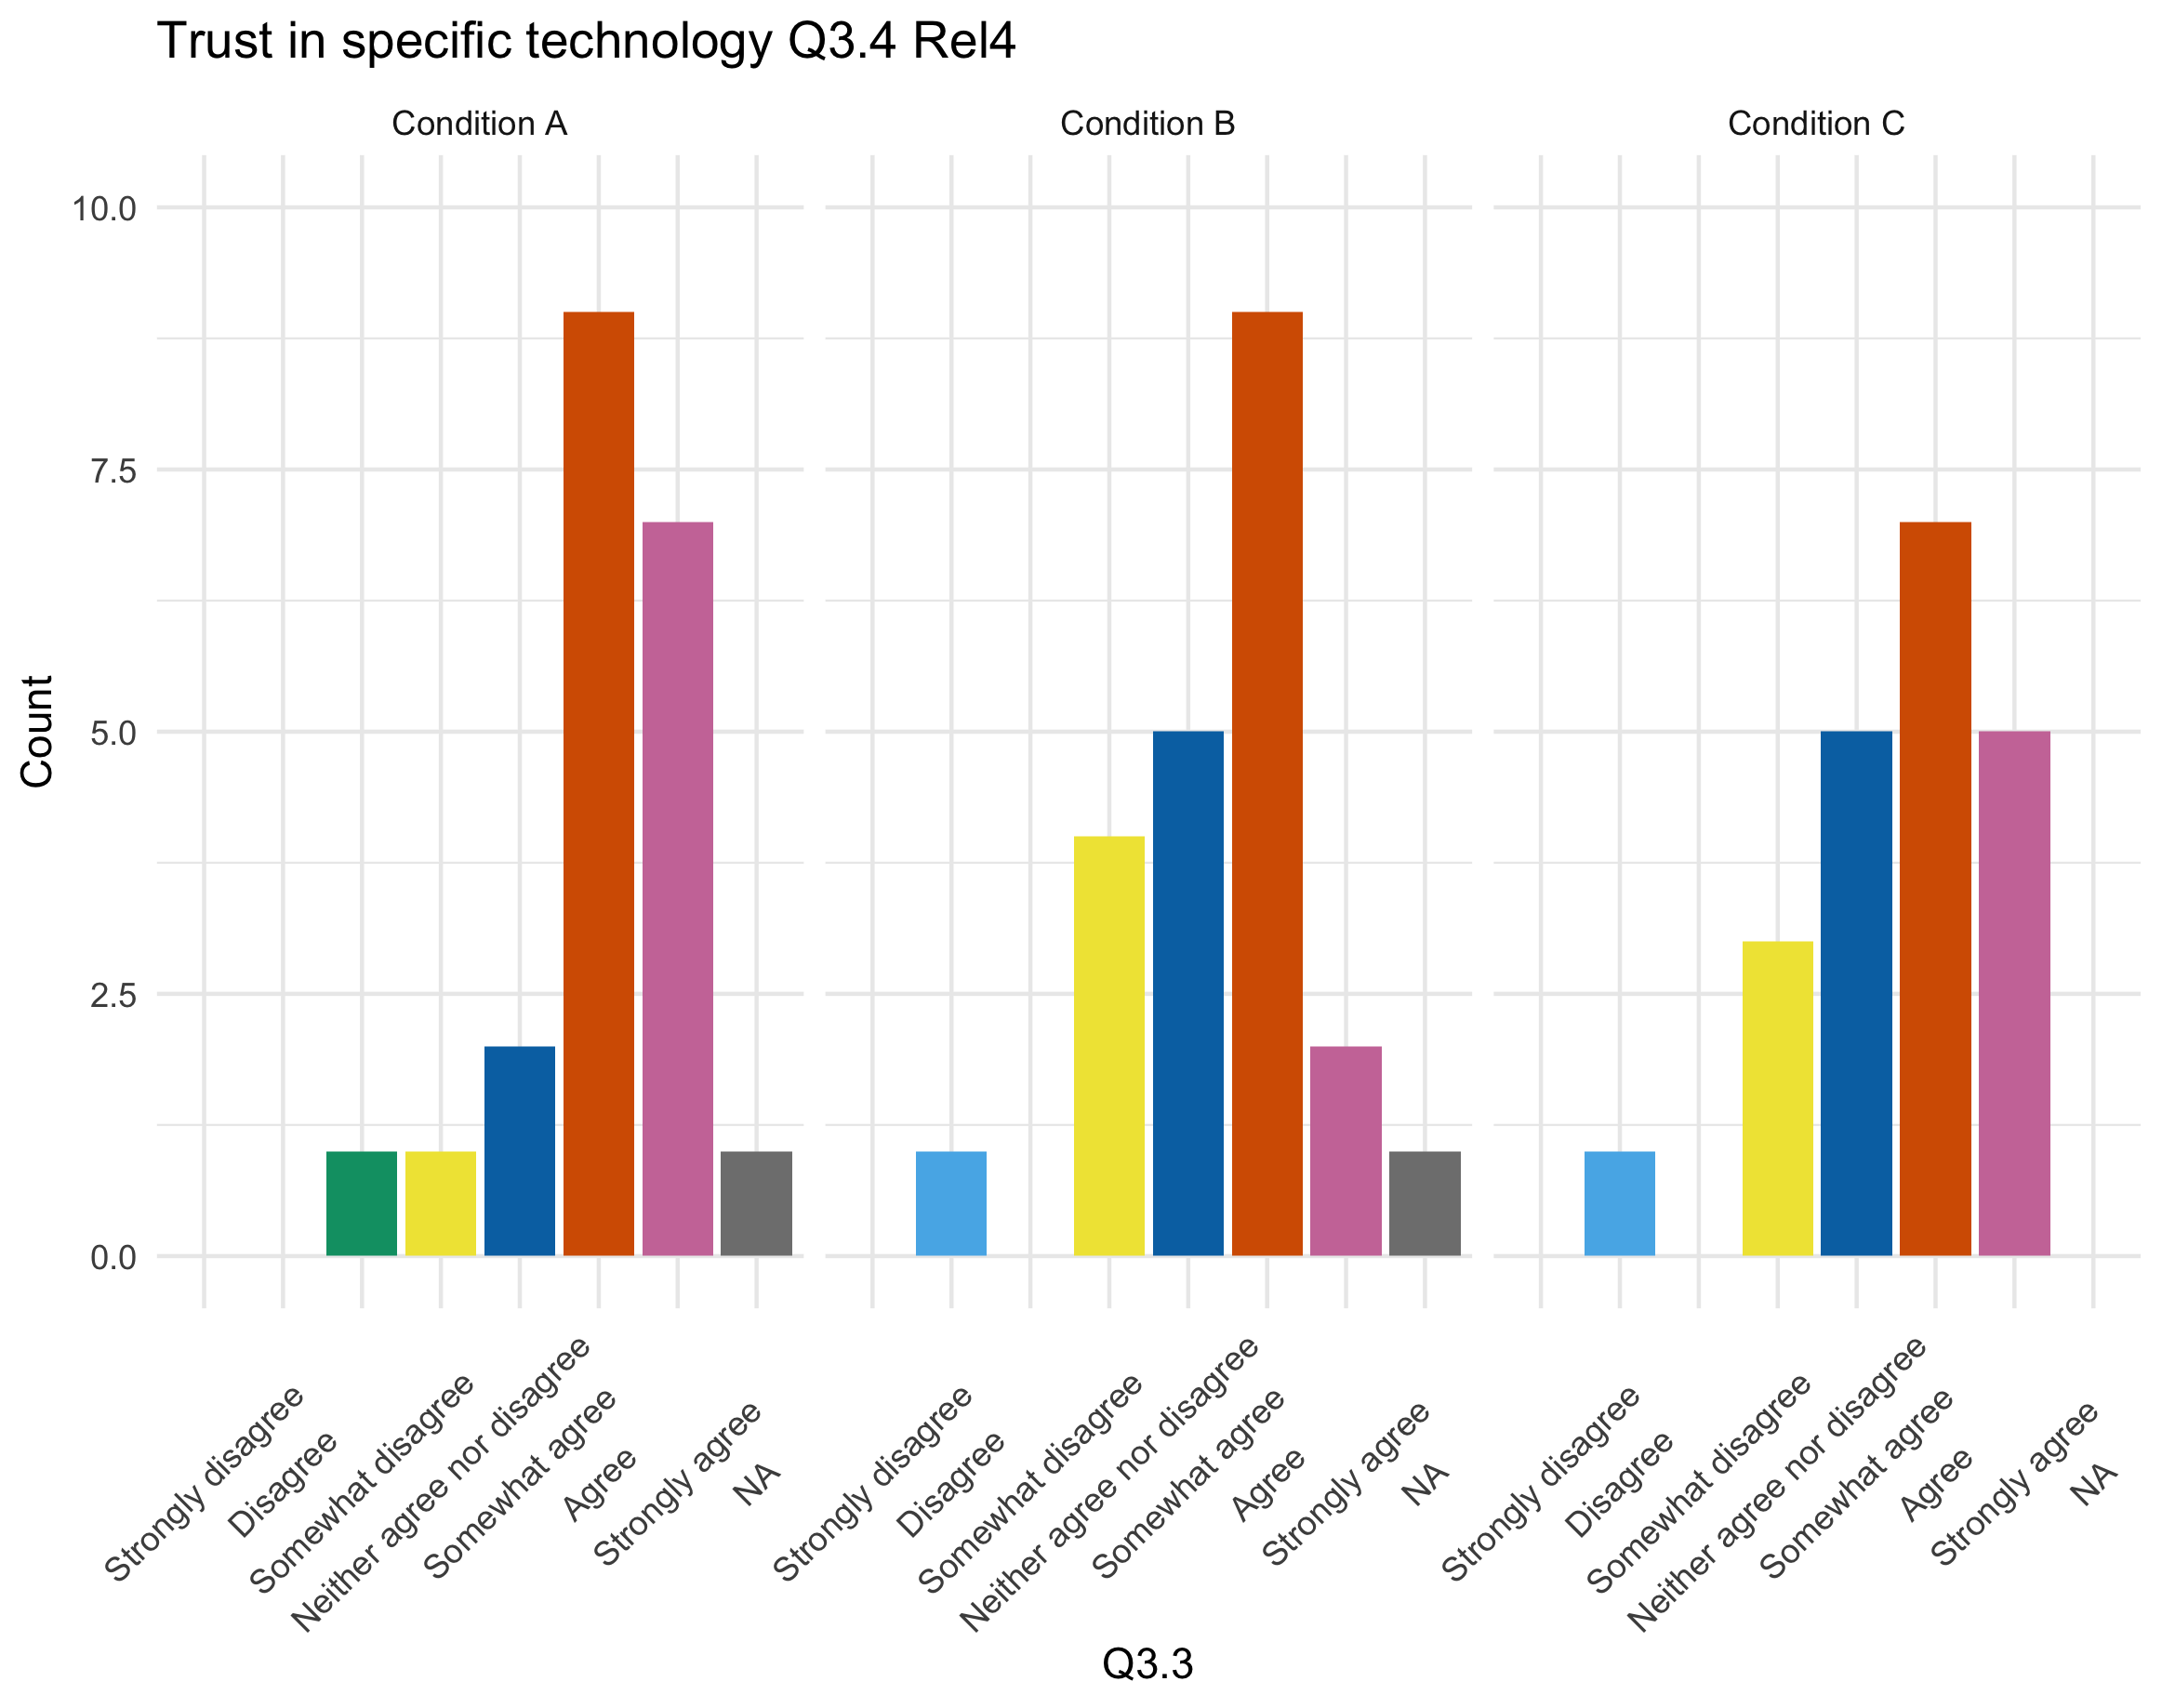 Trust in specific technology Q3.4 Rel4
Condition A
Condition B
Condition C
10.0
7.5
5.0
2.5
0.0
Count
Strongly disagree
Disagree
Somewhat disagree
Neither agree nor disagree
Somewhat agree
Agree
Strongly agree
NA
Strongly disagree
Disagree
Somewhat disagree
Neither agree nor disagree
Somewhat agree
Agree
Strongly agree
NA
Strongly disagree
Disagree
Somewhat disagree
Neither agree nor disagree
Somewhat agree
Agree
Strongly agree
NA
Q3.3